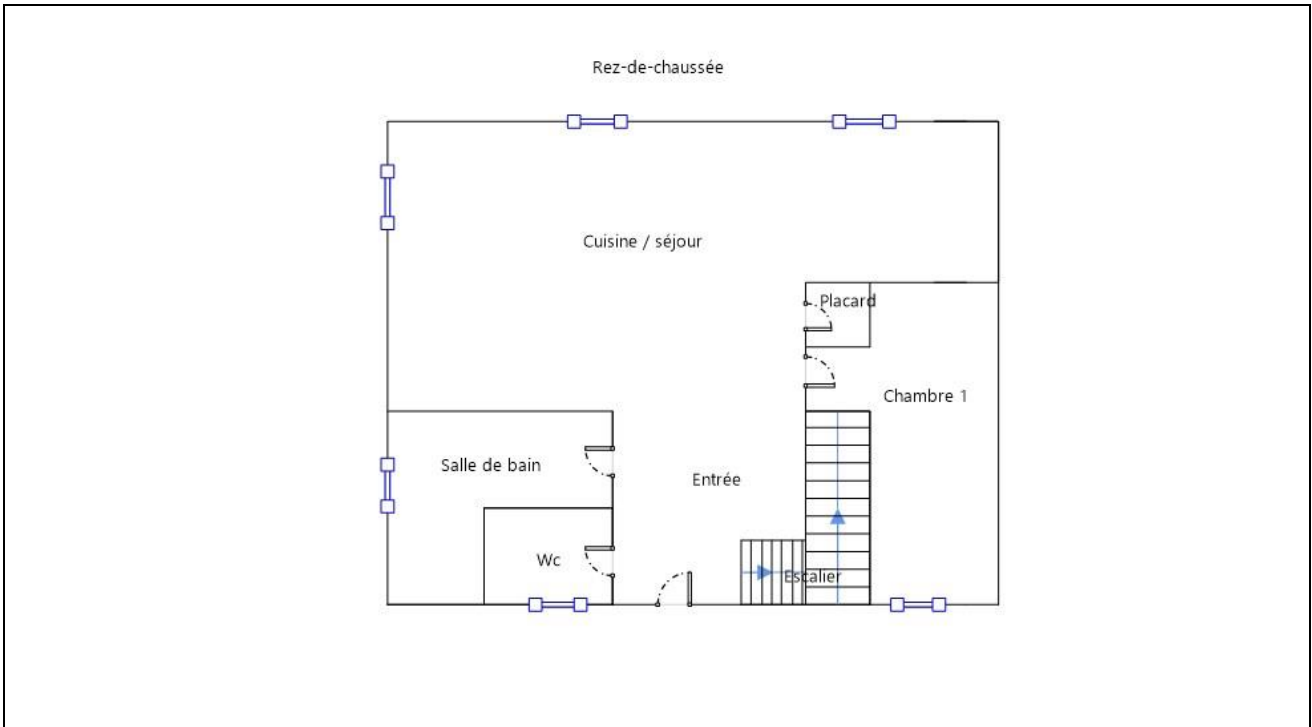 Rez-de-chaussée
Cuisine / séjour
Placard
Chambre 1
Salle de bain
Entrée
Wc
Escalier